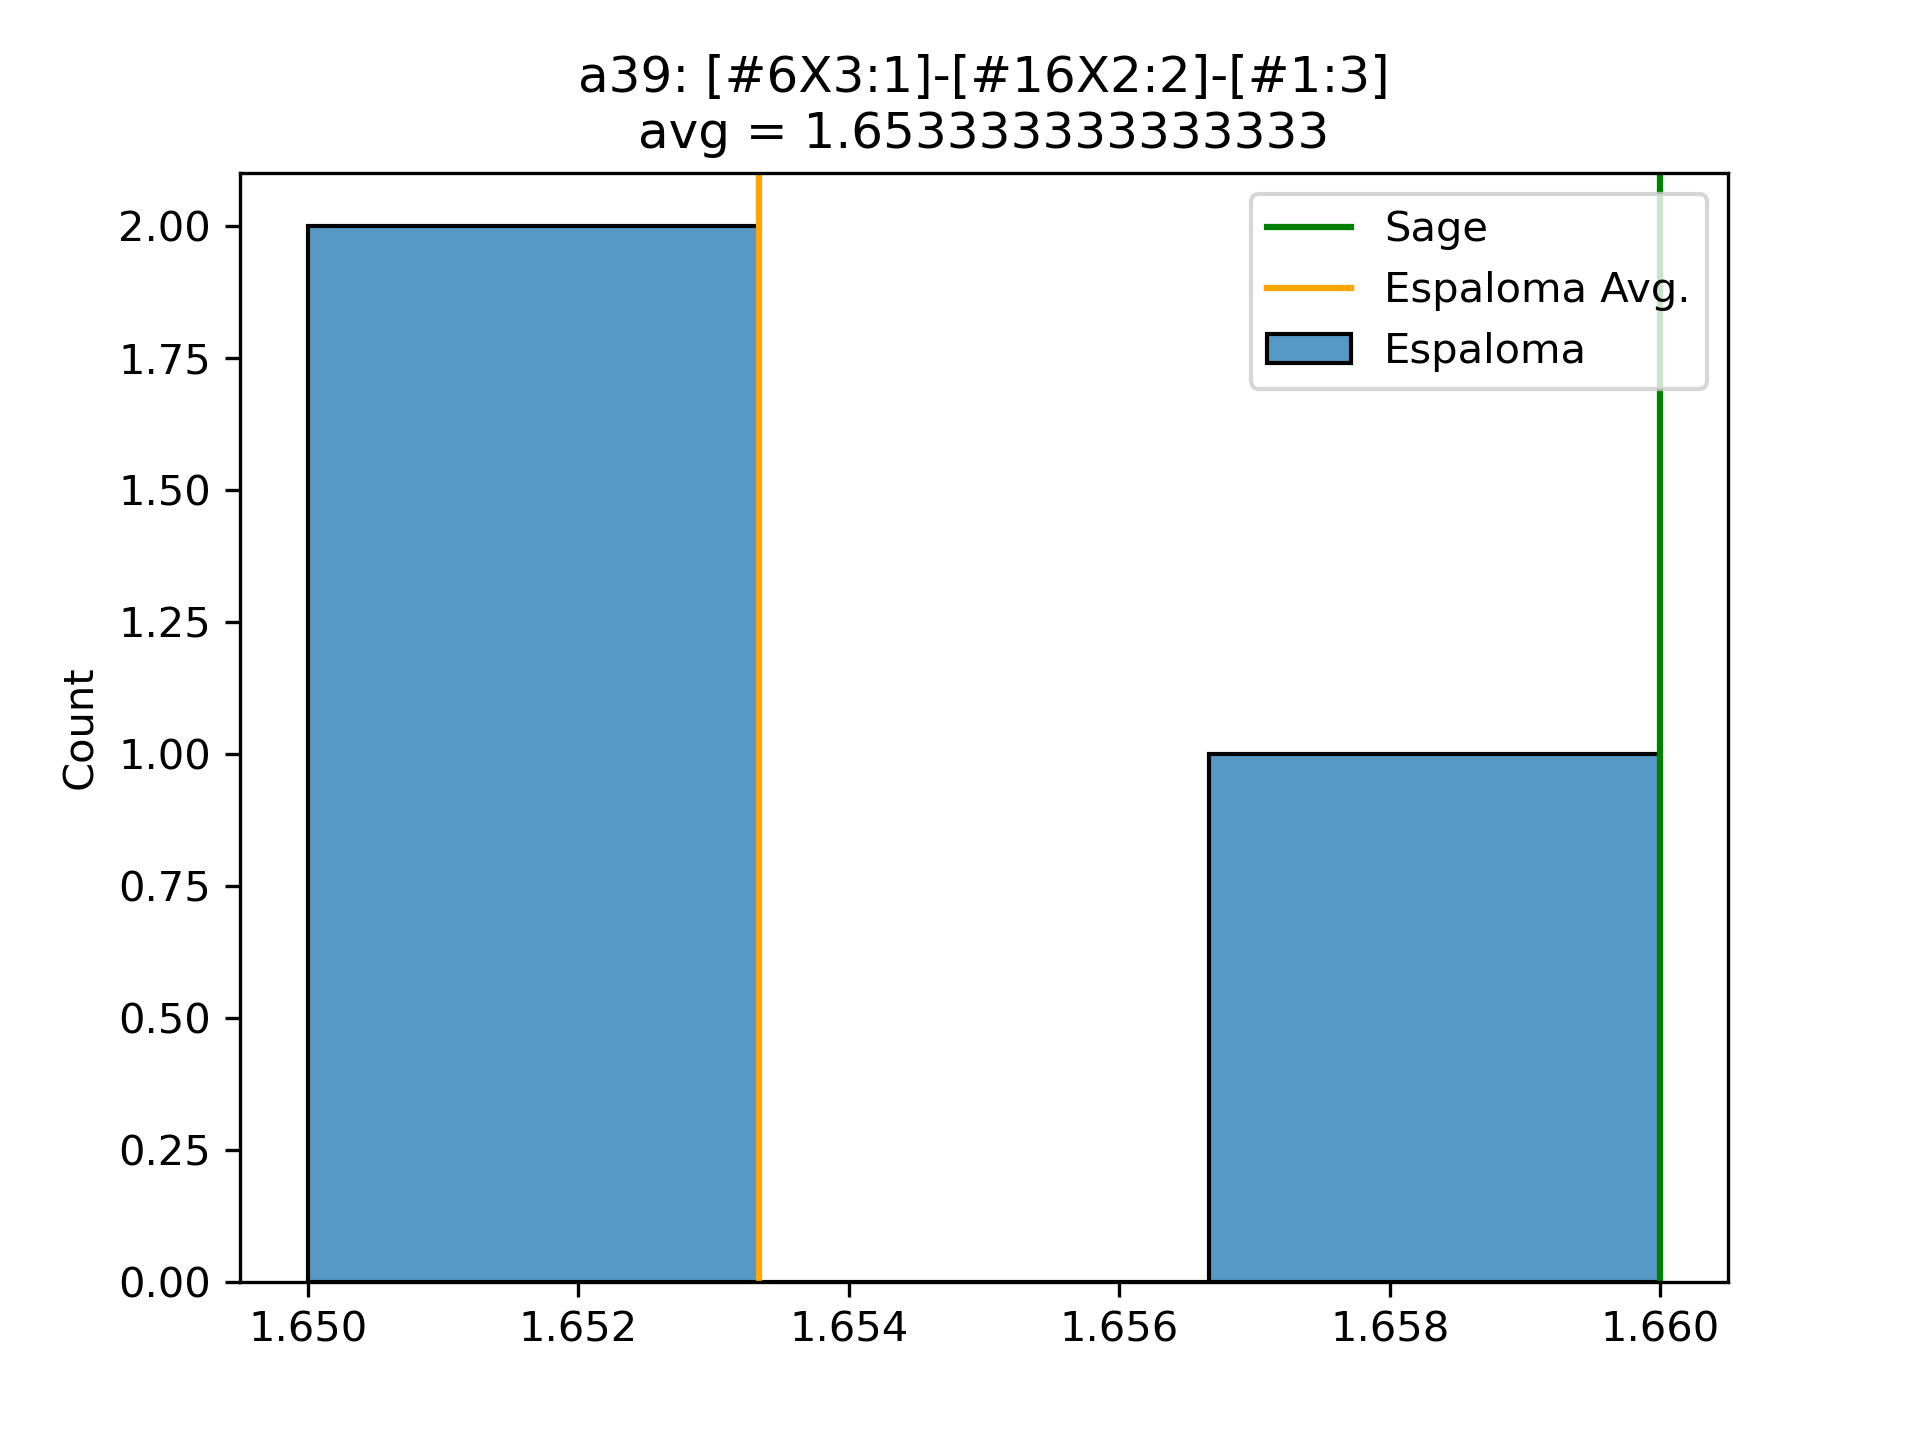 a39: [#6X3:1]-[#16X2:2]-[#1:3]
avg = 1.6533333333333333
2.00
1.75
1.50
1.25
1.00
0.75
0.50
0.25
0.00
Count
Sage
Espaloma Avg.
Espaloma
1.650 1.652 1.654 1.656 1.658 1.660